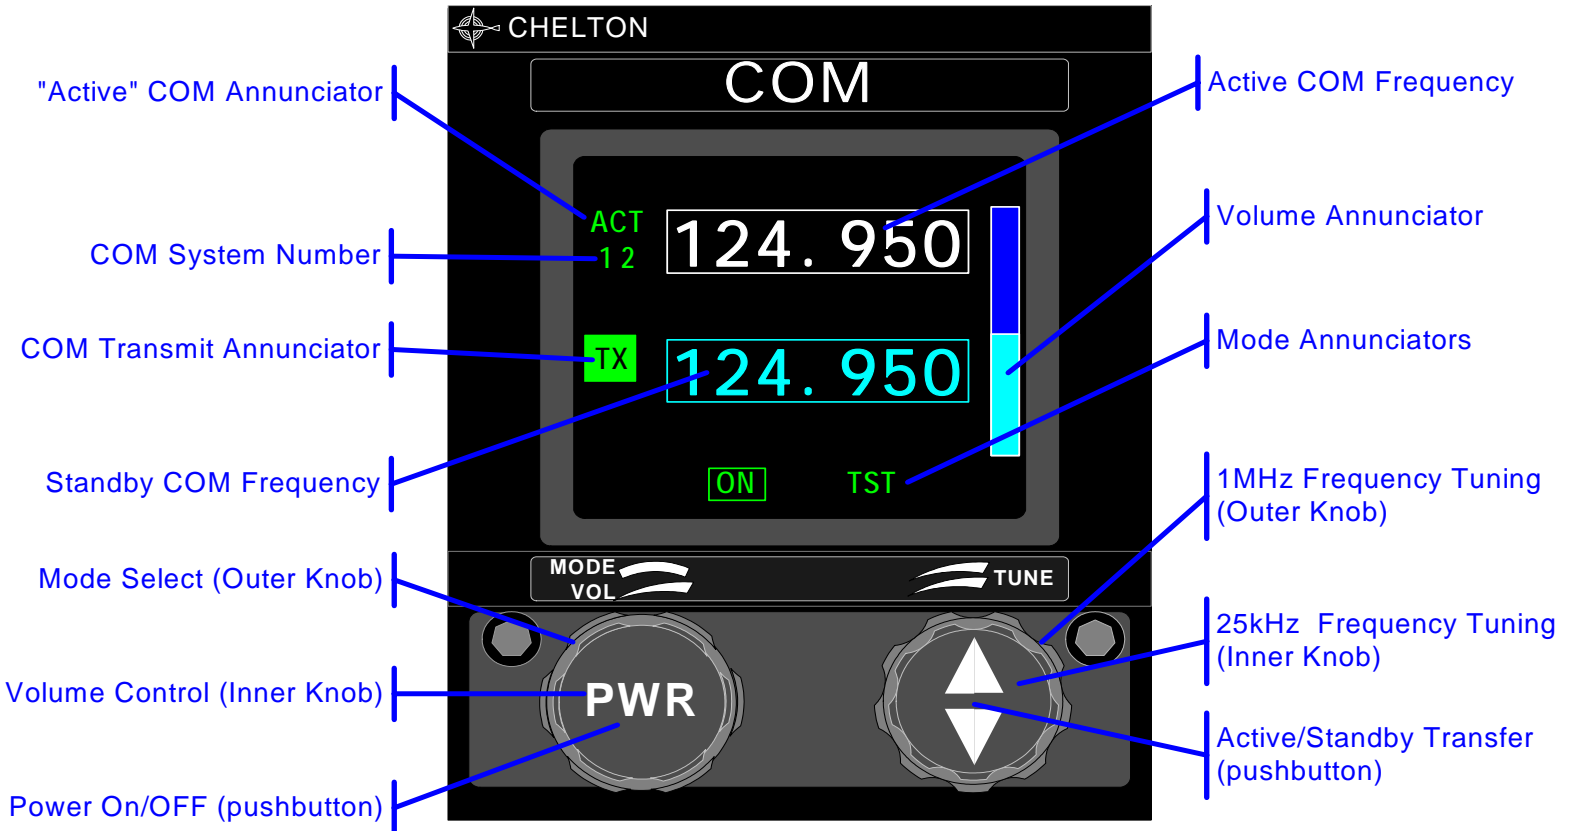 CHELTON
COM
"Active" COM Annunciator
Active COM Frequency
ACT
1 2
124. 950
COM System Number
Volume Annunciator
COM Transmit Annunciator
TX
124. 950
Mode Annunciators
Standby COM Frequency
ON
TST
1MHz Frequency Tuning
(Outer Knob)
Mode Select (Outer Knob)
MODE
VOL
TUNE
25kHz  Frequency Tuning
(Inner Knob)
Volume Control (Inner Knob)
PWR
Active/Standby Transfer
(pushbutton)
Power On/OFF (pushbutton)